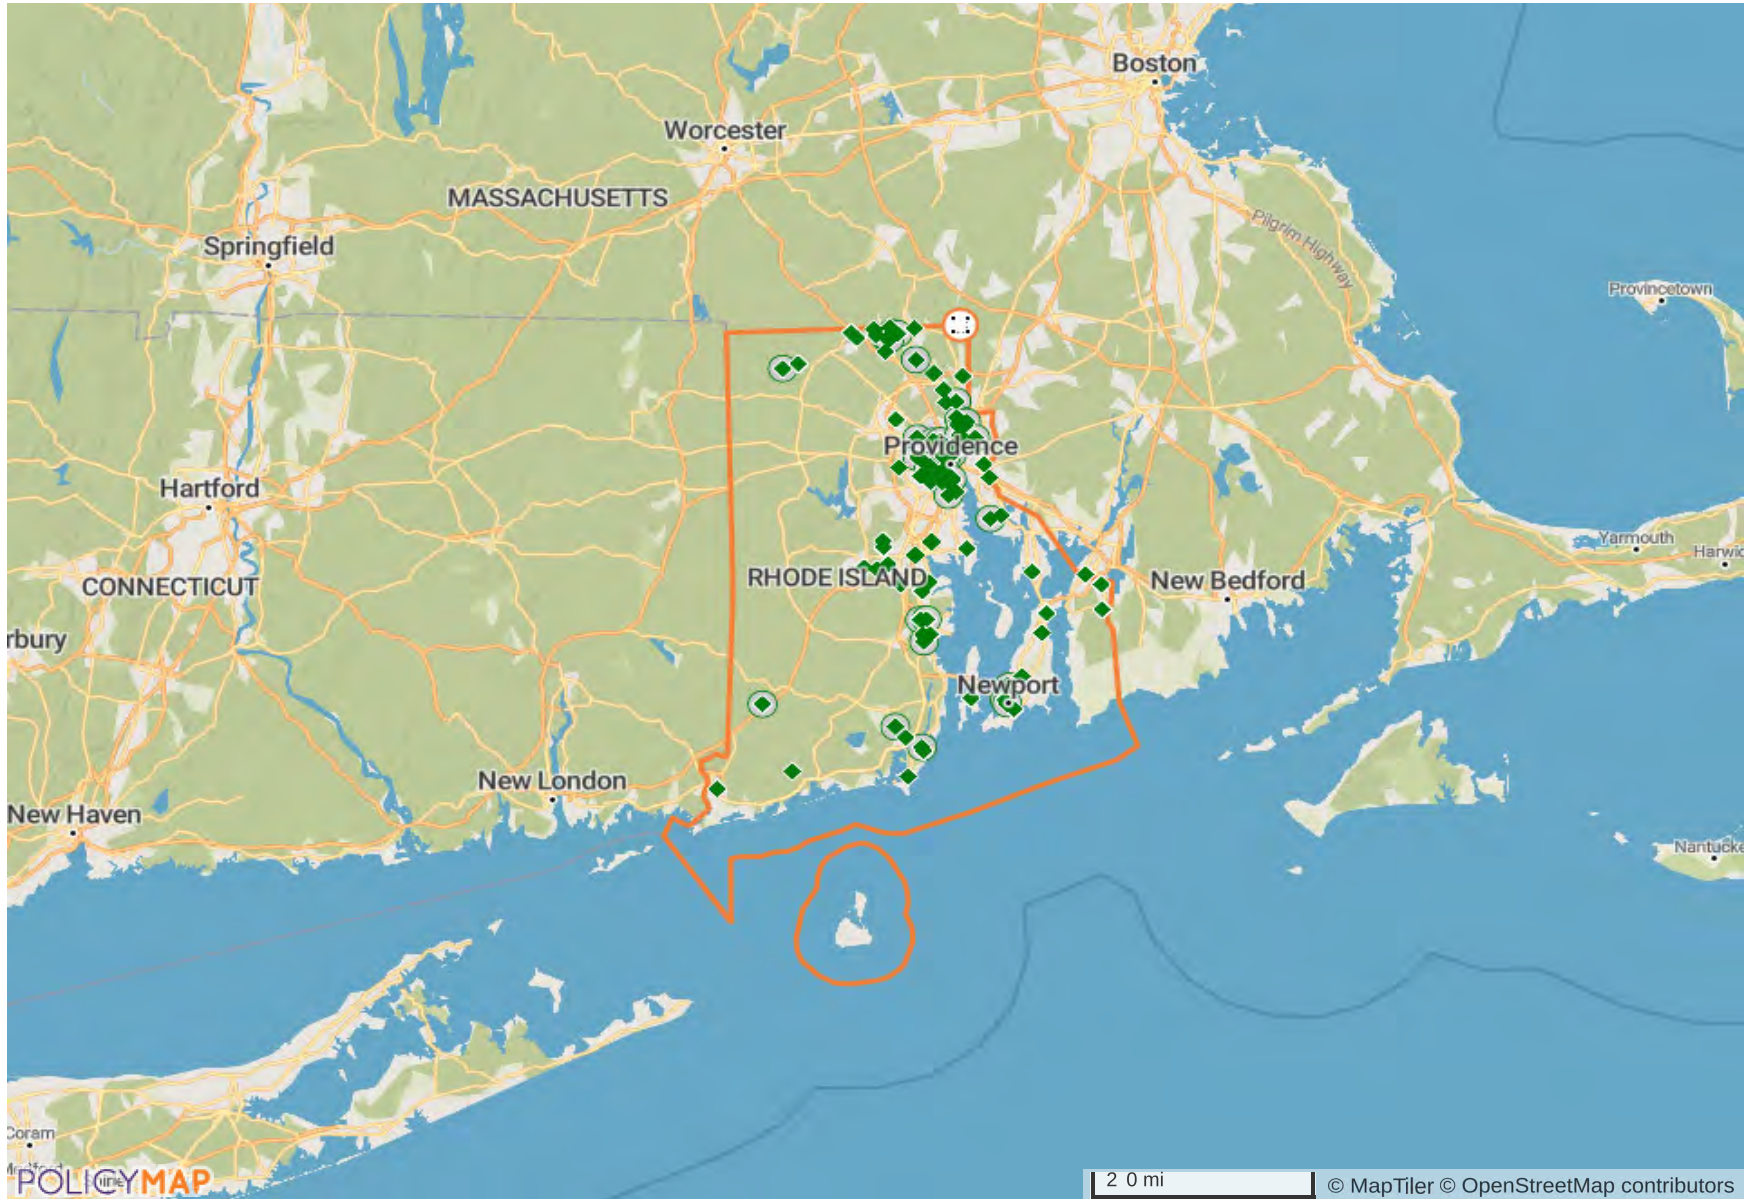 Boston
Worcester
MASSACHUSETTS
Pilgrim Highway
Springfield
Provincetown
Providence
Hartford
Yarmouth
Harwic
CONNECTICUT
RHODE ISLAND
New Bedford
rbury
Newport
New London
New Haven
Nantucke
Coram
POLICYMAP
2 0 mi
© MapTiler © OpenStreetMap contributors